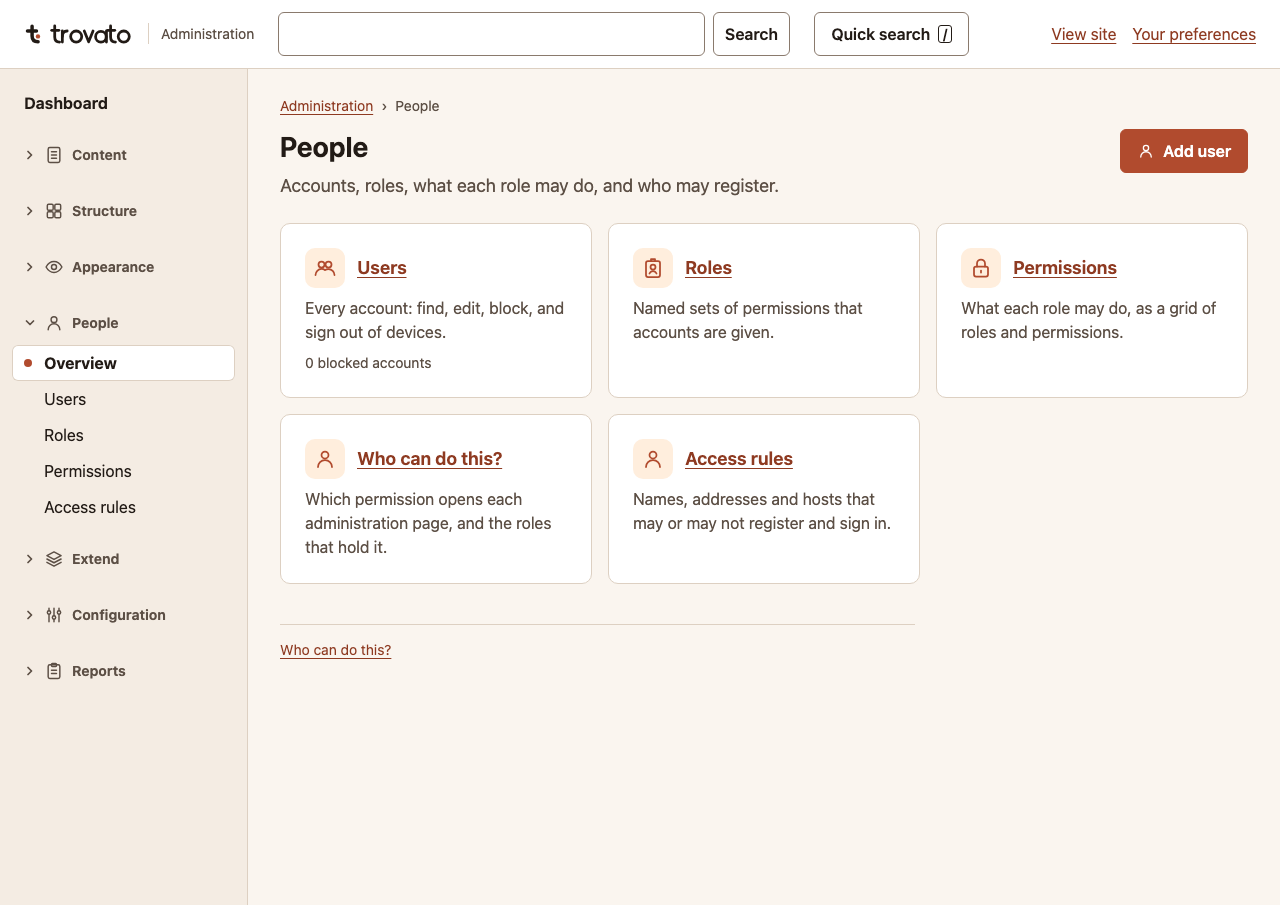 trovato
Administration
Search
Quick search /
View site
Your preferences
Dashboard
Content
Structure
Appearance
People
Overview
Users
Roles
Permissions
Access rules
Extend
Configuration
Reports
Administration › People
People
Add user
Accounts, roles, what each role may do, and who may register.
Users
Every account: find, edit, block, and
sign out of devices.
0 blocked accounts
Roles
Named sets of permissions that
accounts are given.
Permissions
What each role may do, as a grid of
roles and permissions.
Who can do this?
Which permission opens each
administration page, and the roles
that hold it.
Access rules
Names, addresses and hosts that
may or may not register and sign in.
Who can do this?